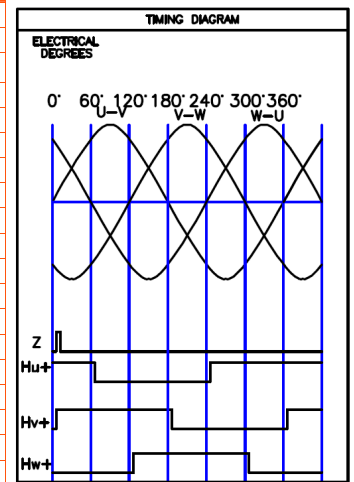 TIMING DIAGRAM
ELECTRICAL
DEGREES
0° 60° 120° 180° 240° 300° 360°
U-V V-W W-U
Z
Hu+
Hv+
Hw+